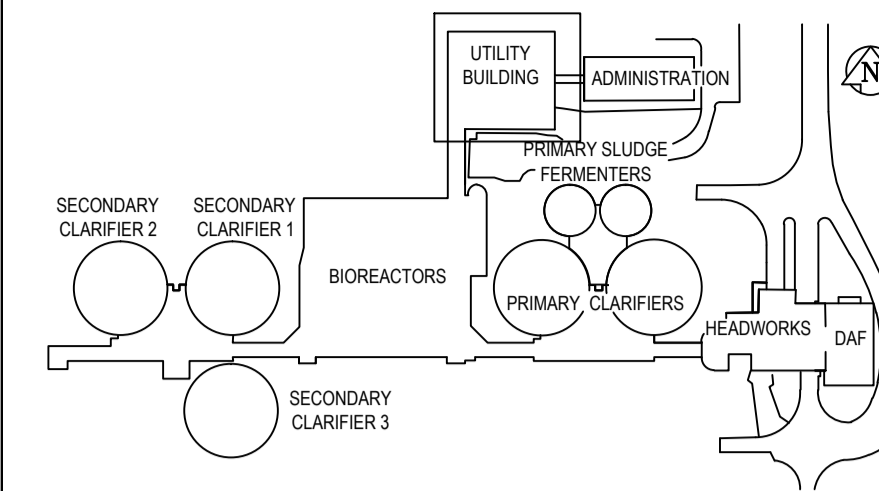 UTILITY
BUILDING
ADMINISTRATION
N
PRIMARY SLUDGE
FERMENTERS
SECONDARY
CLARIFIER 2
SECONDARY
CLARIFIER 1
BIOREACTORS
PRIMARY CLARIFIERS
HEADWORKS
DAF
SECONDARY
CLARIFIER 3